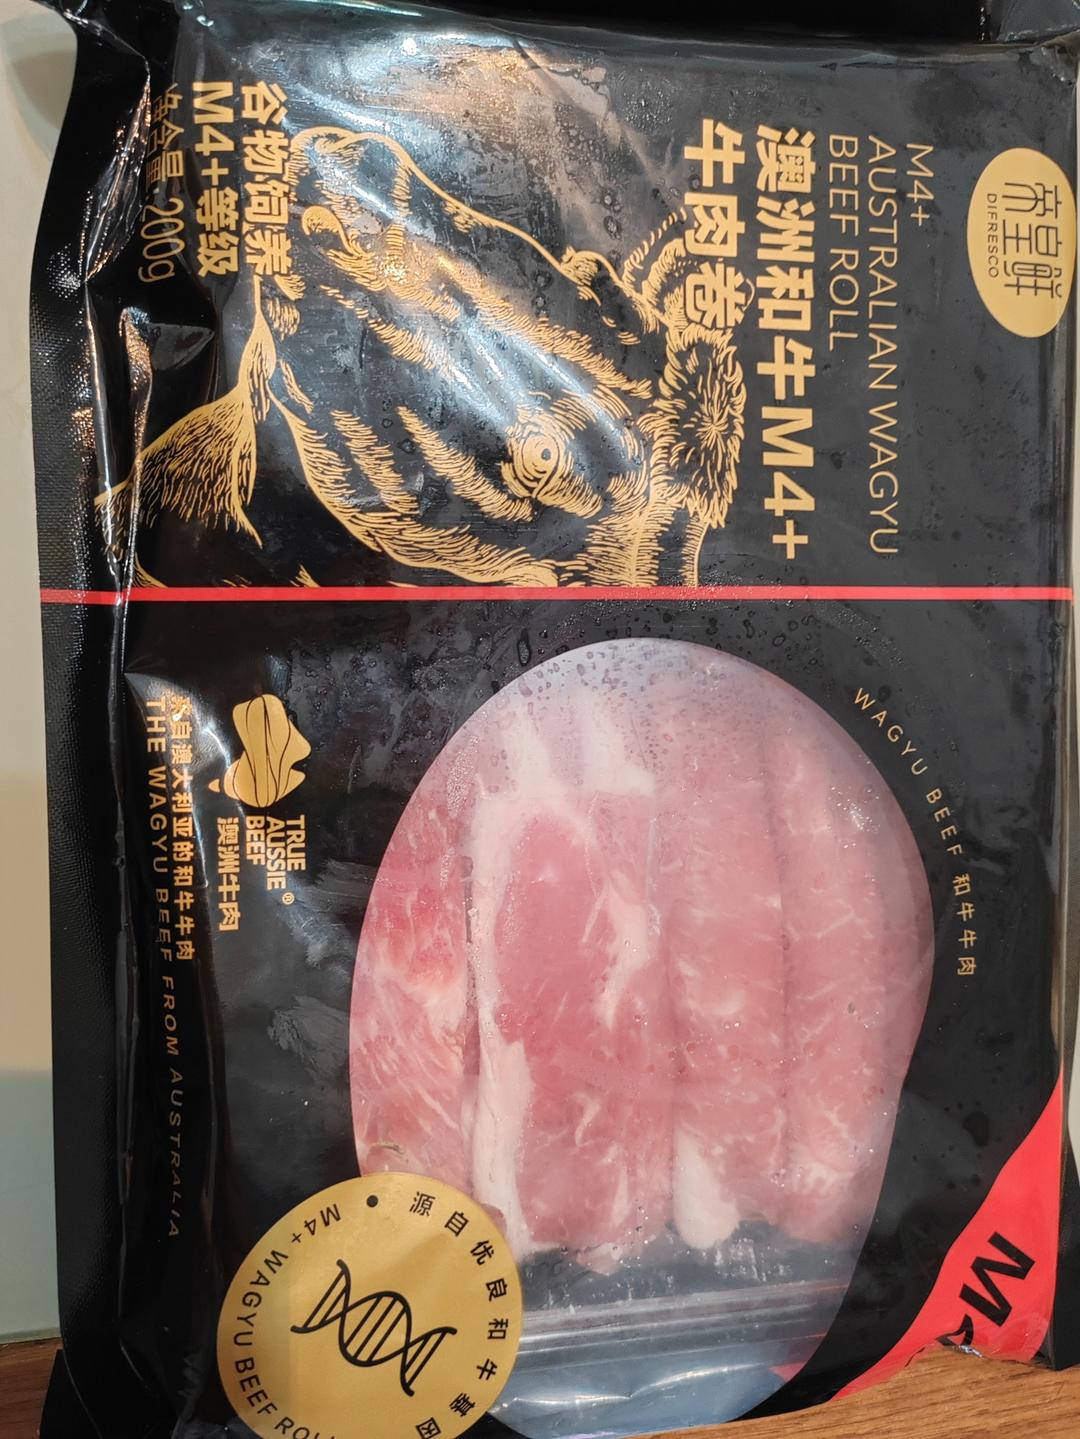 帝皇鲜
DIFRESCO
M4+
AUSTRALIAN WAGYU
BEEF ROLL
澳洲和牛M4+
牛肉卷
谷物饲养
M4+等级
净含量:200g
WAGYU BEEF 和牛牛肉
TRUE
AUSSIE
BEEF®
澳洲牛肉
来自澳大利亚的和牛牛肉
THE WAGYU BEEF FROM AUSTRALIA
源自优良和牛基因
M4+ WAGYU BEEF ROLL